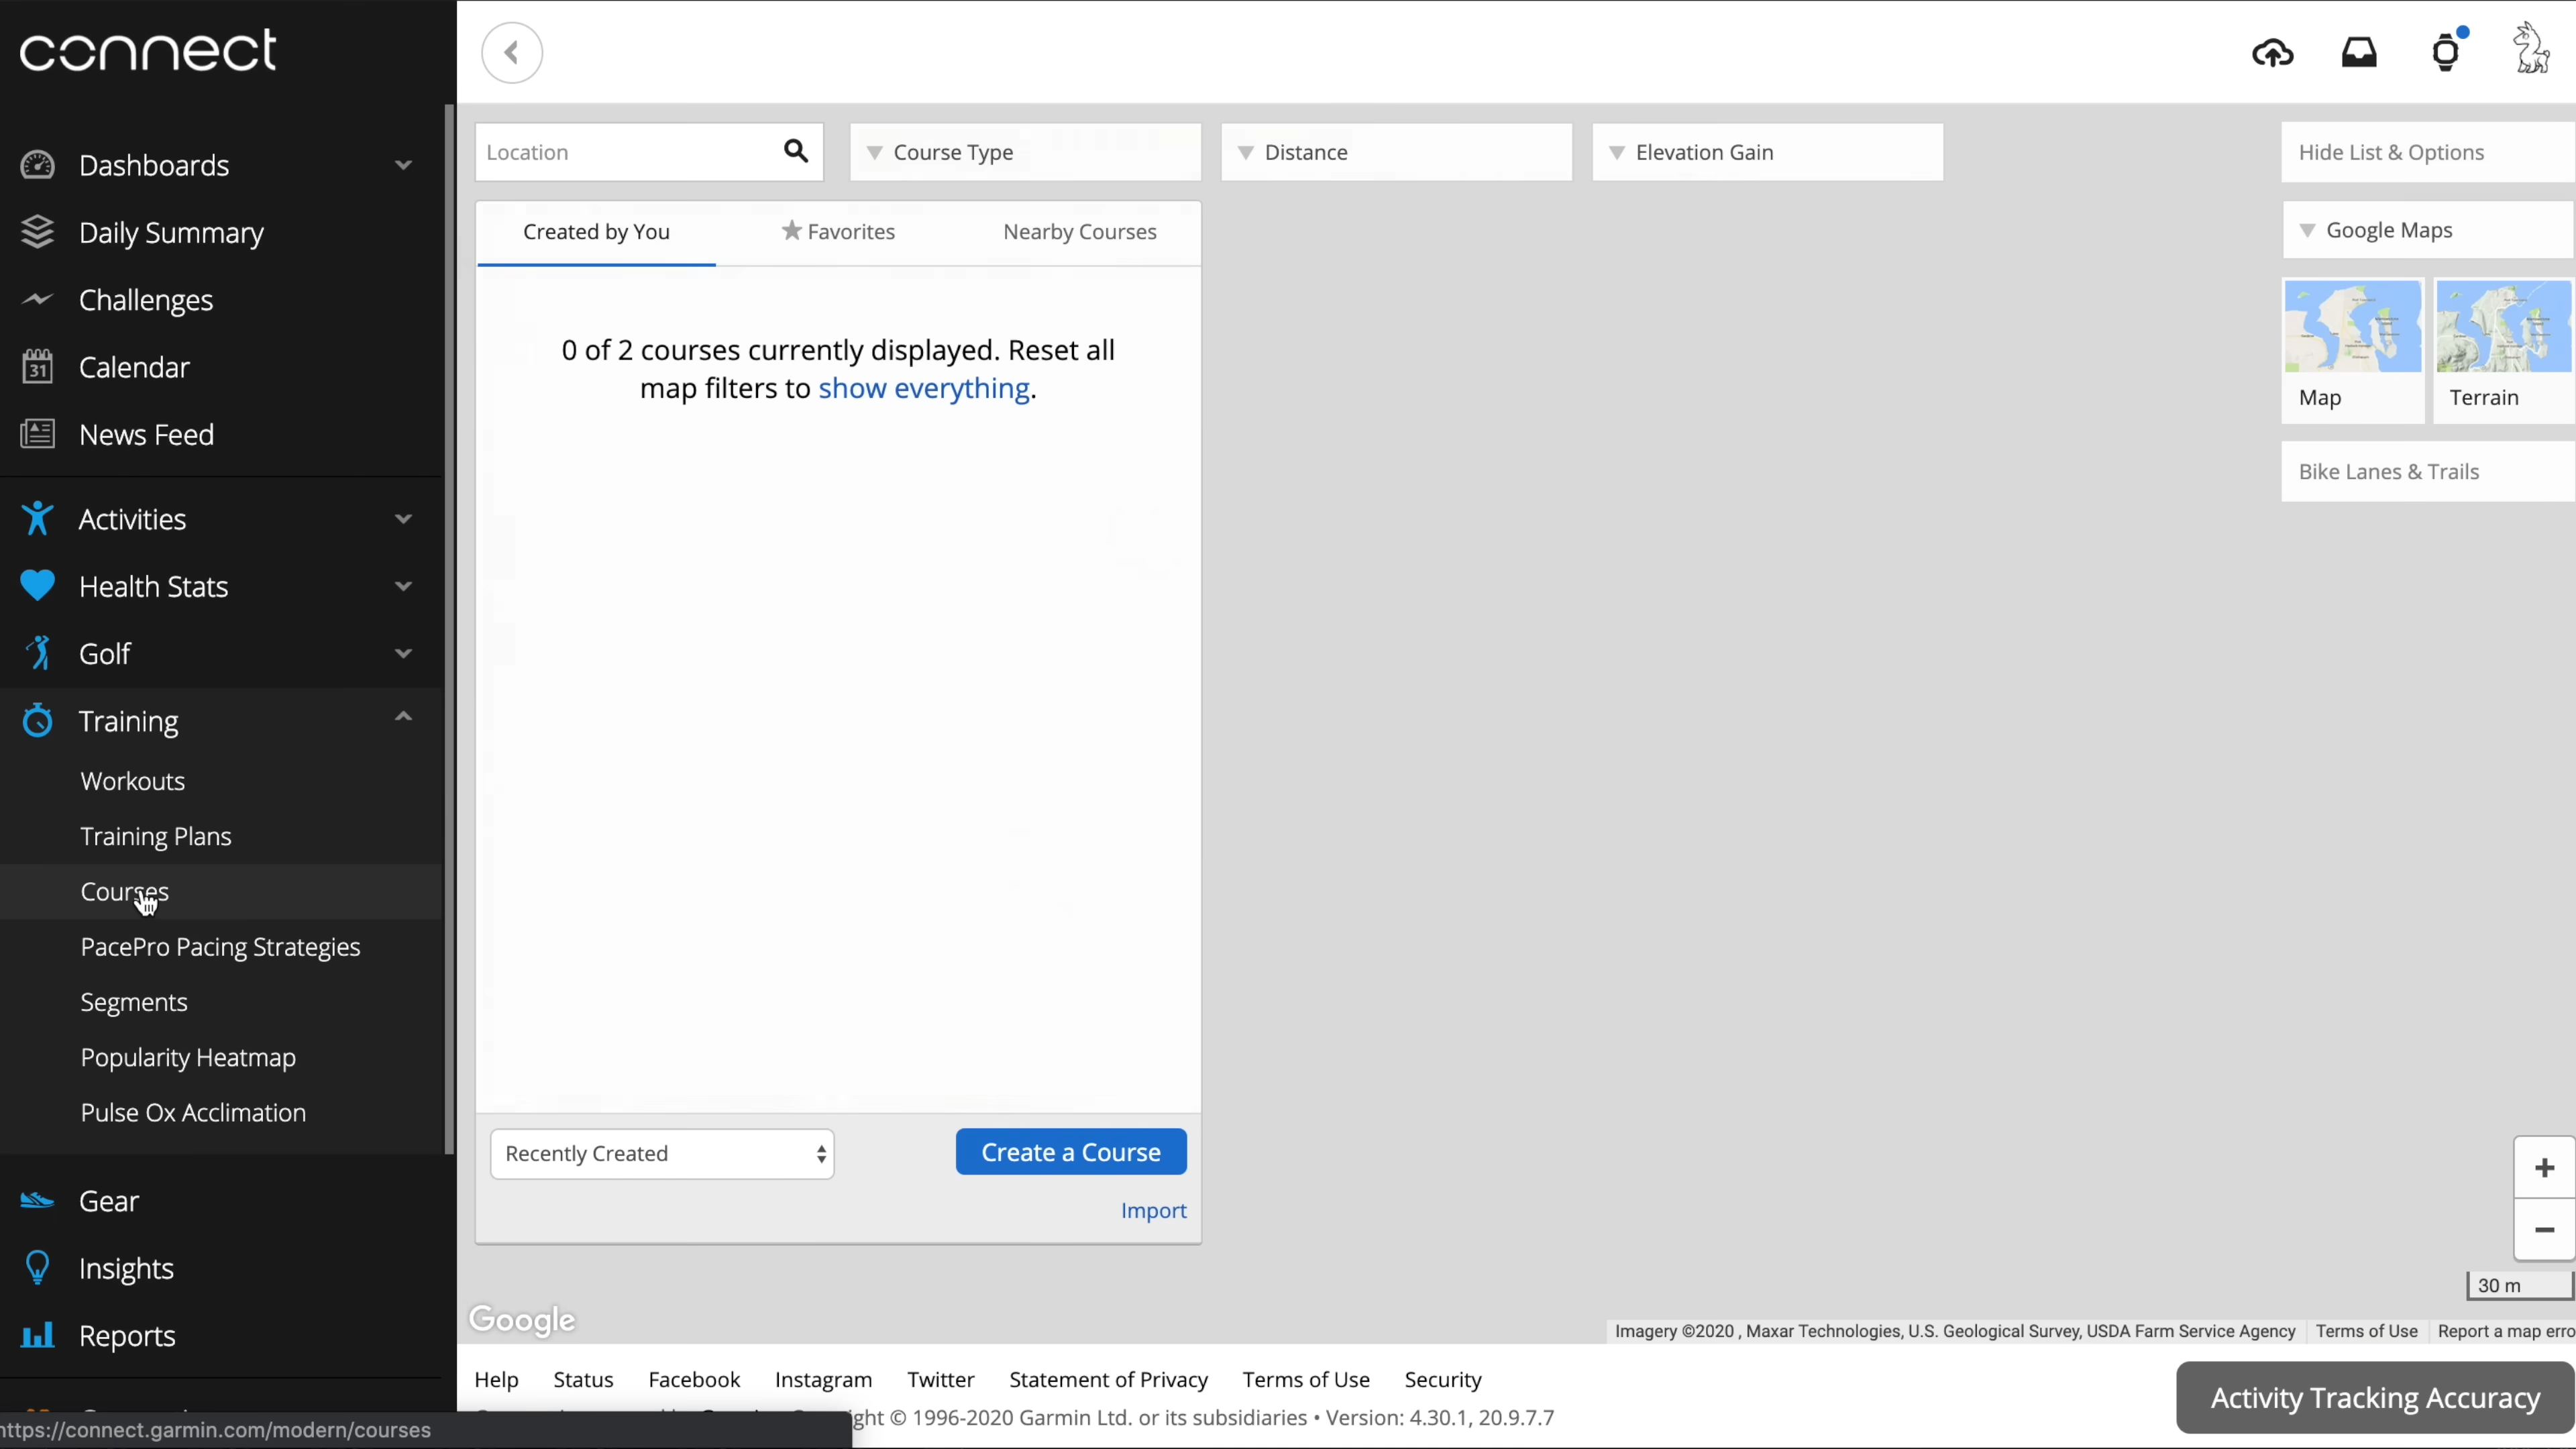 connect
Dashboards
Daily Summary
Challenges
31
Calendar
News Feed
Activities
Health Stats
Golf
Training
Workouts
Training Plans
Courses
PacePro Pacing Strategies
Segments
Popularity Heatmap
Pulse Ox Acclimation
Gear
Insights
Reports
https://connect.garmin.com/modern/courses
Location
Course Type
Distance
Elevation Gain
Hide List & Options
Created by You
Favorites
Nearby Courses
Google Maps
0 of 2 courses currently displayed. Reset all
map filters to show everything.
Map
Terrain
Bike Lanes & Trails
Recently Created
Create a Course
Import
+
−
30 m
Google
Imagery ©2020 , Maxar Technologies, U.S. Geological Survey, USDA Farm Service Agency
Terms of Use
Report a map erro
Help Status Facebook Instagram Twitter Statement of Privacy Terms of Use Security
© 1996-2020 Garmin Ltd. or its subsidiaries • Version: 4.30.1, 20.9.7.7
Activity Tracking Accuracy